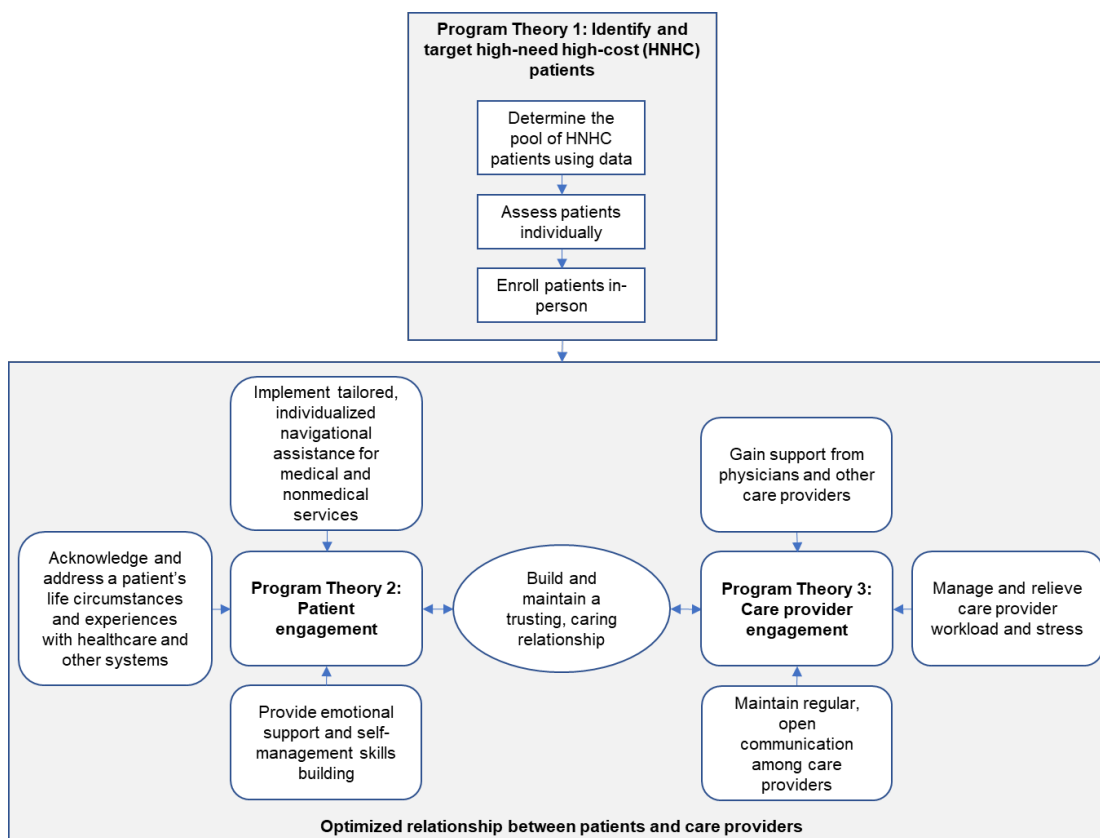 Program Theory 1: Identify and
target high-need high-cost (HNHC)
patients
Determine the
pool of HNHC
patients using data
Assess patients
individually
Enroll patients in-
person
Implement tailored,
individualized
navigational
assistance for
medical and
nonmedical
services
Gain support from
physicians and other
care providers
Acknowledge and
address a patient's
life circumstances
and experiences
with healthcare and
other systems
Program Theory 2:
Patient
engagement
Build and
maintain a
trusting, caring
relationship
Program Theory 3:
Care provider
engagement
Manage and relieve
care provider
workload and stress
Provide emotional
support and self-
management skills
building
Maintain regular,
open
communication
among care
providers
Optimized relationship between patients and care providers